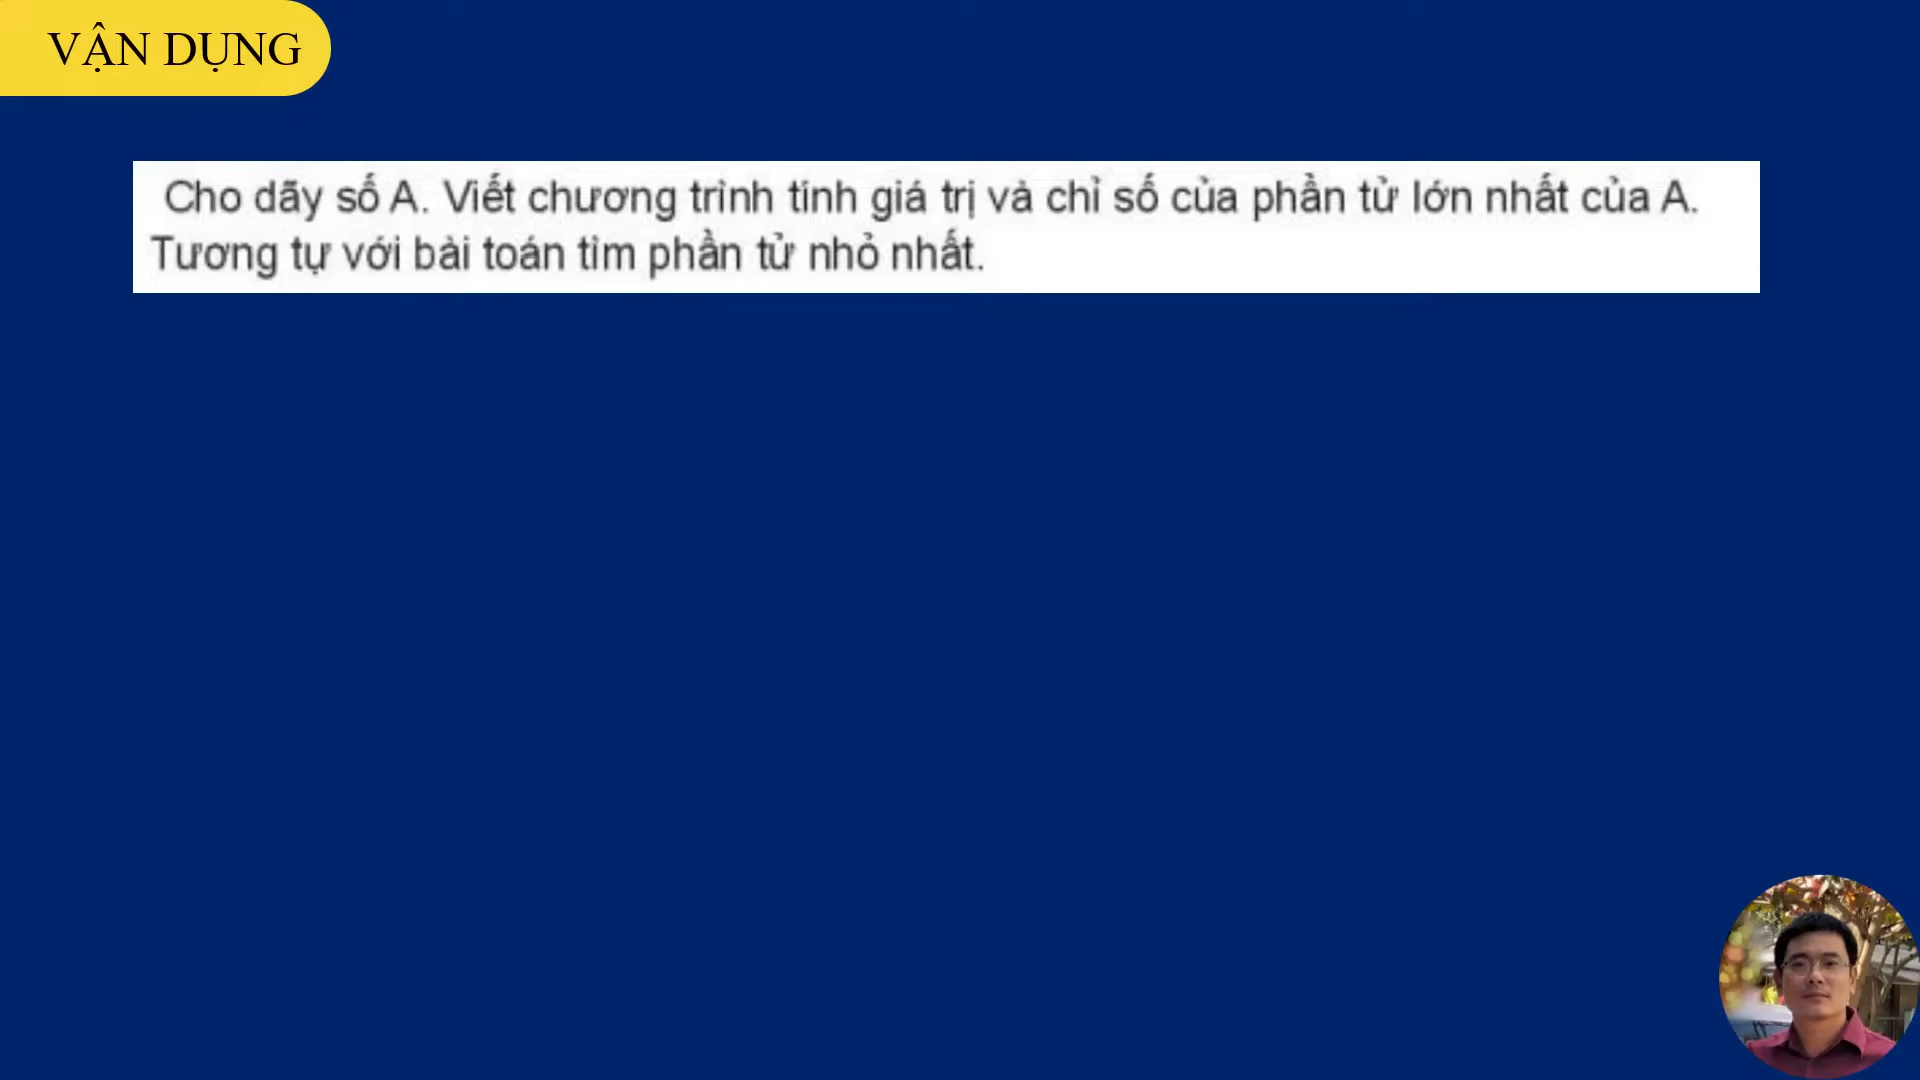 VẬN DỤNG
Cho dãy số A. Viết chương trình tính giá trị và chỉ số của phần tử lớn nhất của A.
Tương tự với bài toán tìm phần tử nhỏ nhất.